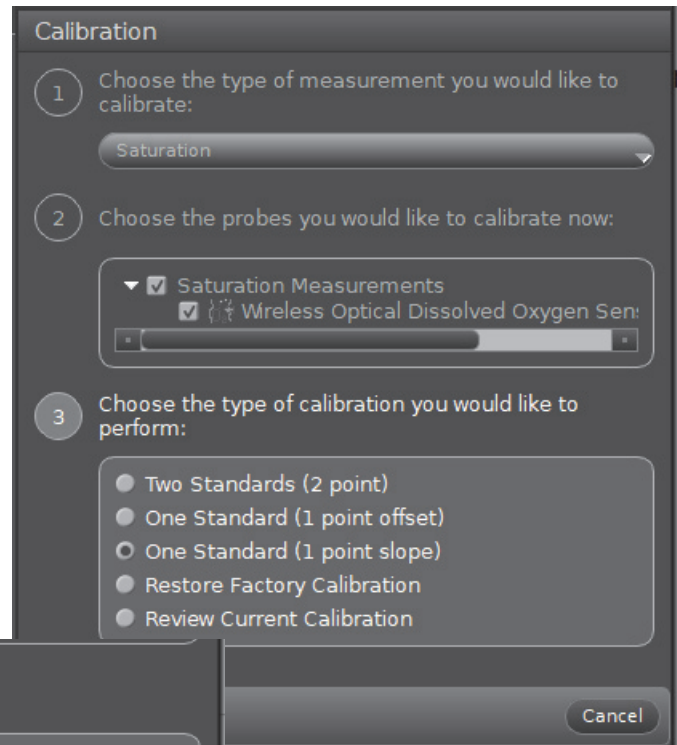 Calibration
1
Choose the type of measurement you would like to
calibrate:
Saturation
2
Choose the probes you would like to calibrate now:
Saturation Measurements
Wireless Optical Dissolved Oxygen Sen
3
Choose the type of calibration you would like to
perform:
Two Standards (2 point)
One Standard (1 point offset)
One Standard (1 point slope)
Restore Factory Calibration
Review Current Calibration
Cancel